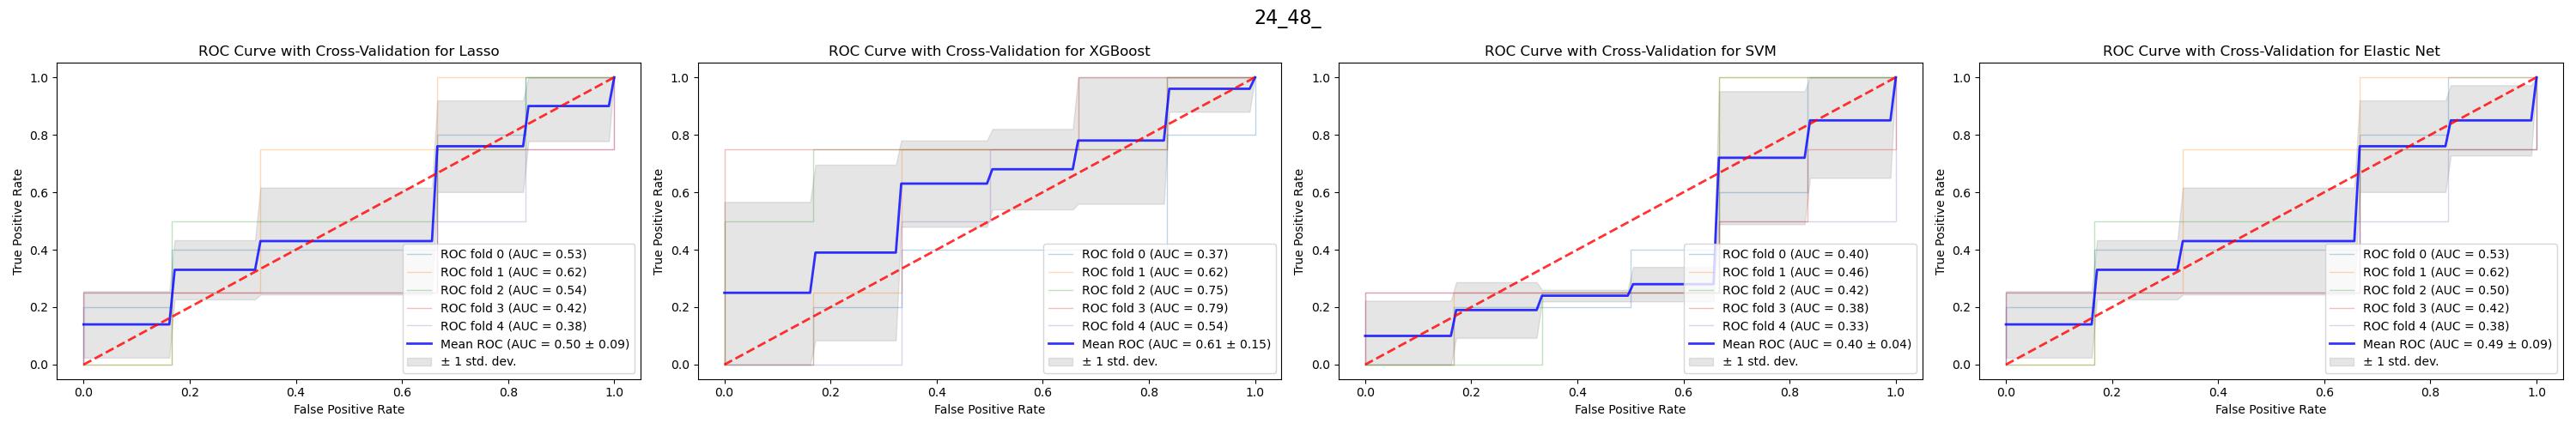 24_48_
ROC Curve with Cross-Validation for Lasso
True Positive Rate
1.0
0.8
0.6
0.4
0.2
0.0
ROC fold 0 (AUC = 0.53)
ROC fold 1 (AUC = 0.62)
ROC fold 2 (AUC = 0.54)
ROC fold 3 (AUC = 0.42)
ROC fold 4 (AUC = 0.38)
Mean ROC (AUC = 0.50 ± 0.09)
± 1 std. dev.
0.0 0.2 0.4 0.6 0.8 1.0
False Positive Rate
ROC Curve with Cross-Validation for XGBoost
True Positive Rate
1.0
0.8
0.6
0.4
0.2
0.0
ROC fold 0 (AUC = 0.37)
ROC fold 1 (AUC = 0.62)
ROC fold 2 (AUC = 0.75)
ROC fold 3 (AUC = 0.79)
ROC fold 4 (AUC = 0.54)
Mean ROC (AUC = 0.61 ± 0.15)
± 1 std. dev.
0.0 0.2 0.4 0.6 0.8 1.0
False Positive Rate
ROC Curve with Cross-Validation for SVM
True Positive Rate
1.0
0.8
0.6
0.4
0.2
0.0
ROC fold 0 (AUC = 0.40)
ROC fold 1 (AUC = 0.46)
ROC fold 2 (AUC = 0.42)
ROC fold 3 (AUC = 0.38)
ROC fold 4 (AUC = 0.33)
Mean ROC (AUC = 0.40 ± 0.04)
± 1 std. dev.
0.0 0.2 0.4 0.6 0.8 1.0
False Positive Rate
ROC Curve with Cross-Validation for Elastic Net
True Positive Rate
1.0
0.8
0.6
0.4
0.2
0.0
ROC fold 0 (AUC = 0.53)
ROC fold 1 (AUC = 0.62)
ROC fold 2 (AUC = 0.50)
ROC fold 3 (AUC = 0.42)
ROC fold 4 (AUC = 0.38)
Mean ROC (AUC = 0.49 ± 0.09)
± 1 std. dev.
0.0 0.2 0.4 0.6 0.8 1.0
False Positive Rate